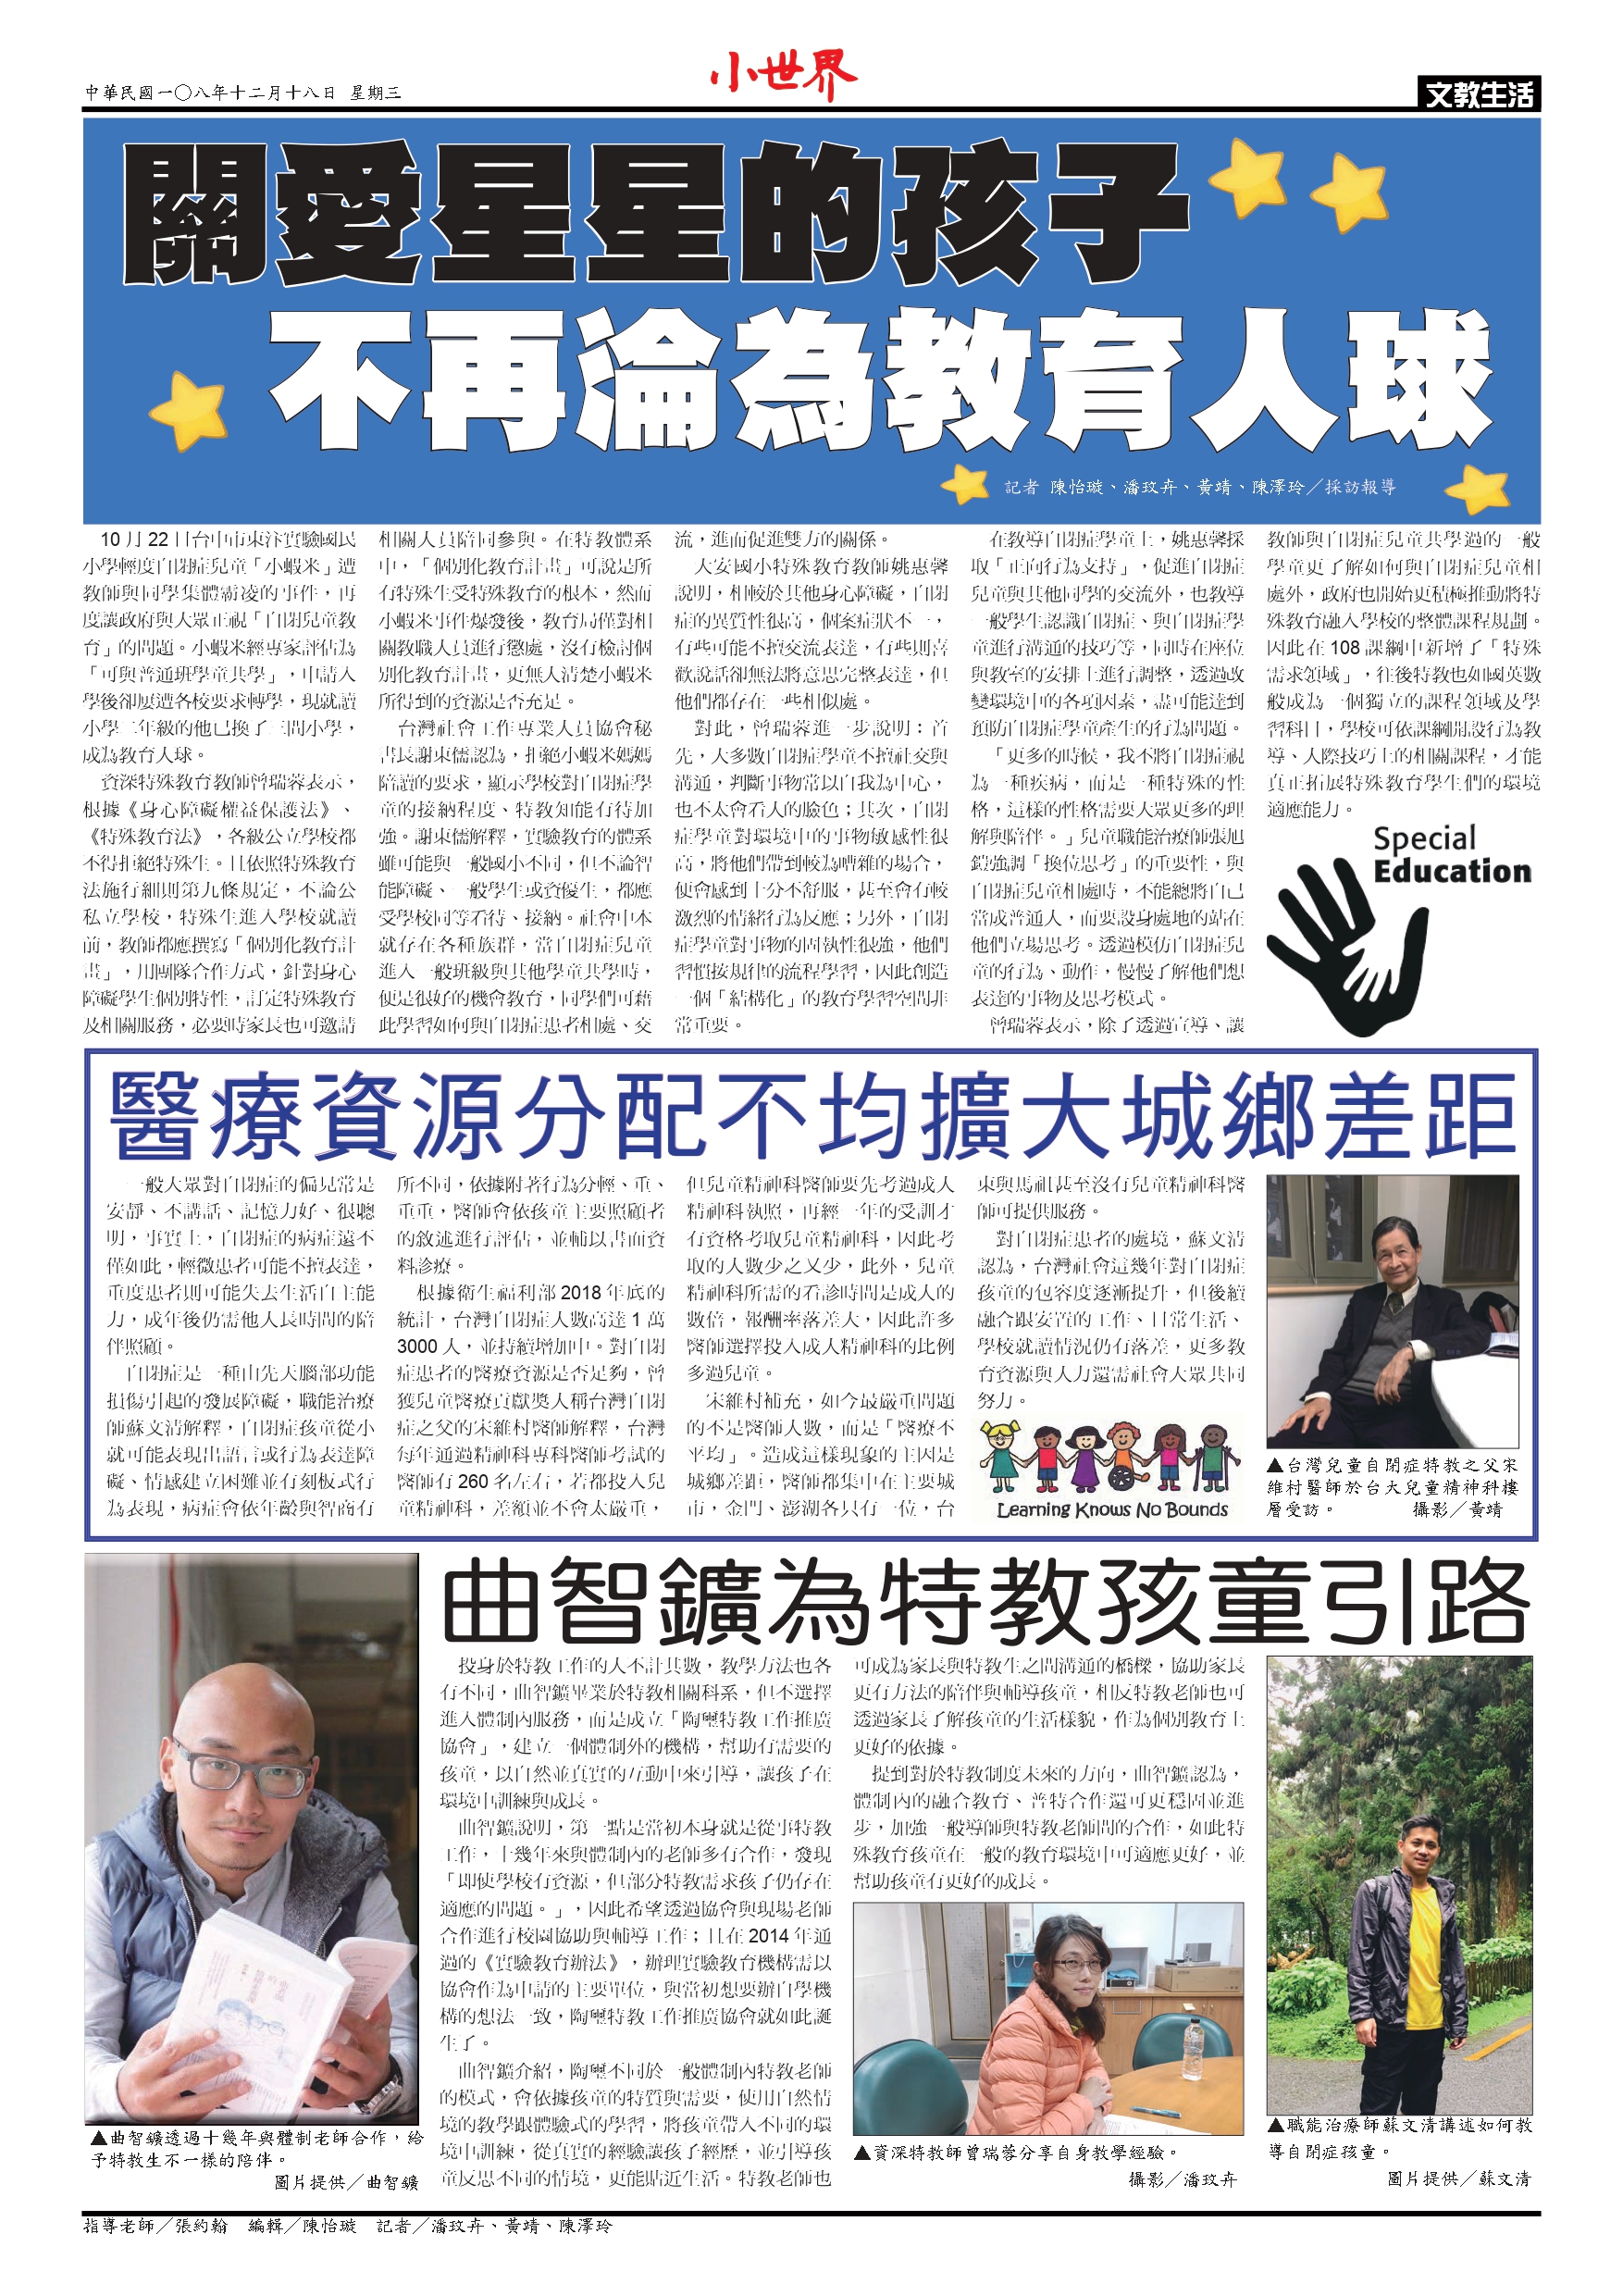 中華民國一○八年十二月十八日 星期三
小世界
文教生活
關愛星星的孩子
不再淪為教育人球
記者 陳怡璇、潘玟卉、黃靖、陳澤玲／採訪報導
10 月 22 日台中市東汴實驗國民
小學輕度自閉症兒童「小蝦米」遭
教師與同學集體霸凌的事件，再
度讓政府與大眾正視「自閉兒童教
育」的問題。小蝦米經專家評估為
「可與普通班學童共學」，申請入
學後卻屢遭各校要求轉學，現就讀
小學二年級的他已換了三間小學，
成為教育人球。
資深特殊教育教師曾瑞蓉表示，
根據《身心障礙權益保護法》、
《特殊教育法》，各級公立學校都
不得拒絕特殊生。且依照特殊教育
法施行細則第九條規定，不論公
私立學校，特殊生進入學校就讀
前，教師都應撰寫「個別化教育計
畫」，用團隊合作方式，針對身心
障礙學生個別特性，訂定特殊教育
及相關服務，必要時家長也可邀請
相關人員陪同參與。在特教體系
中，「個別化教育計畫」可說是所
有特殊生受特殊教育的根本，然而
小蝦米事件爆發後，教育局僅對相
關教職人員進行懲處，沒有檢討個
別化教育計畫，更無人清楚小蝦米
所得到的資源是否充足。
台灣社會工作專業人員協會秘
書長謝東儒認為，拒絕小蝦米媽媽
陪讀的要求，顯示學校對自閉症學
童的接納程度、特教知能有待加
強。謝東儒解釋，實驗教育的體系
雖可能與一般國小不同，但不論智
能障礙、一般學生或資優生，都應
受學校同等看待、接納。社會中本
就存在各種族群，當自閉症兒童
進入一般班級與其他學童共學時，
便是很好的機會教育，同學們可藉
此學習如何與自閉症患者相處、交
流，進而促進雙方的關係。
大安國小特殊教育教師姚惠馨
說明，相較於其他身心障礙，自閉
症的異質性很高，個案症狀不一，
有些可能不擅交流表達，有些則喜
歡說話卻無法將意思完整表達，但
他們都存在一些相似處。
對此，曾瑞蓉進一步說明：首
先，大多數自閉症學童不擅社交與
溝通，判斷事物常以自我為中心，
也不太會看人的臉色；其次，自閉
症學童對環境中的事物敏感性很
高，將他們帶到較為嘈雜的場合，
便會感到十分不舒服，甚至會有較
激烈的情緒行為反應；另外，自閉
症學童對事物的固執性很強，他們
習慣按規律的流程學習，因此創造
一個「結構化」的教育學習空間非
常重要。
在教導自閉症學童上，姚惠馨採
取「正向行為支持」，促進自閉症
兒童與其他同學的交流外，也教導
一般學生認識自閉症、與自閉症學
童進行溝通的技巧等，同時在座位
與教室的安排上進行調整，透過改
變環境中的各項因素，盡可能達到
預防自閉症學童產生的行為問題。
「更多的時候，我不將自閉症視
為一種疾病，而是一種特殊的性
格，這樣的性格需要大眾更多的理
解與陪伴。」兒童職能治療師張旭
鎧強調「換位思考」的重要性，與
自閉症兒童相處時，不能總將自己
當成普通人，而要設身處地的站在
他們立場思考。透過模仿自閉症兒
童的行為、動作，慢慢了解他們想
表達的事物及思考模式。
曾瑞蓉表示，除了透過宣導、讓
教師與自閉症兒童共學過的一般
學童更了解如何與自閉症兒童相
處外，政府也開始更積極推動將特
殊教育融入學校的整體課程規劃。
因此在 108 課綱中新增了「特殊
需求領域」，往後特教也如國英數
般成為一個獨立的課程領域及學
習科目，學校可依課綱開設行為教
導、人際技巧上的相關課程，才能
真正拓展特殊教育學生們的環境
適應能力。
Special
Education
醫療資源分配不均擴大城鄉差距
一般大眾對自閉症的偏見常是
安靜、不講話、記憶力好、很聰
明，事實上，自閉症的病症遠不
僅如此，輕微患者可能不擅表達，
重度患者則可能失去生活自主能
力，成年後仍需他人長時間的陪
伴照顧。
自閉症是一種由先天腦部功能
損傷引起的發展障礙，職能治療
師蘇文清解釋，自閉症孩童從小
就可能表現出語言或行為表達障
礙、情感建立困難並有刻板式行
為表現，病症會依年齡與智商有
所不同，依據附著行為分輕、重、
重重，醫師會依孩童主要照顧者
的敘述進行評估，並輔以書面資
料診療。
根據衛生福利部 2018 年底的
統計，台灣自閉症人數高達 1 萬
3000 人，並持續增加中。對自閉
症患者的醫療資源是否足夠，曾
獲兒童醫療貢獻獎人稱台灣自閉
症之父的宋維村醫師解釋，台灣
每年通過精神科專科醫師考試的
醫師有 260 名左右，若都投入兒
童精神科，差額並不會太嚴重，
但兒童精神科醫師要先考過成人
精神科執照，再經一年的受訓才
有資格考取兒童精神科，因此考
取的人數少之又少，此外，兒童
精神科所需的看診時間是成人的
數倍，報酬率落差大，因此許多
醫師選擇投入成人精神科的比例
多過兒童。
宋維村補充，如今最嚴重問題
的不是醫師人數，而是「醫療不
平均」。造成這樣現象的主因是
城鄉差距，醫師都集中在主要城
市，金門、澎湖各只有一位，台
東與馬祖甚至沒有兒童精神科醫
師可提供服務。
對自閉症患者的處境，蘇文清
認為，台灣社會這幾年對自閉症
孩童的包容度逐漸提升，但後續
融合跟安置的工作、日常生活、
學校就讀情況仍有落差，更多教
育資源與人力還需社會大眾共同
努力。
Learning Knows No Bounds
▲台灣兒童自閉症特教之父宋
維村醫師於台大兒童精神科樓
層受訪。 攝影／黃靖
曲智鑛為特教孩童引路
投身於特教工作的人不計其數，教學方法也各
有不同，曲智鑛畢業於特教相關科系，但不選擇
進入體制內服務，而是成立「陶璽特教工作推廣
協會」，建立一個體制外的機構，幫助有需要的
孩童，以自然並真實的互動中來引導，讓孩子在
環境中訓練與成長。
曲智鑛說明，第一點是當初本身就是從事特教
工作，十幾年來與體制內的老師多有合作，發現
「即使學校有資源，但部分特教需求孩子仍存在
適應的問題。」，因此希望透過協會與現場老師
合作進行校園協助與輔導工作；且在 2014 年通
過的《實驗教育辦法》，辦理實驗教育機構需以
協會作為申請的主要單位，與當初想要辦自學機
構的想法一致，陶璽特教工作推廣協會就如此誕
生了。
曲智鑛介紹，陶璽不同於一般體制內特教老師
的模式，會依據孩童的特質與需要，使用自然情
境的教學跟體驗式的學習，將孩童帶入不同的環
境中訓練，從真實的經驗讓孩子經歷，並引導孩
童反思不同的情境，更能貼近生活。特教老師也
可成為家長與特教生之間溝通的橋樑，協助家長
更有方法的陪伴與輔導孩童，相反特教老師也可
透過家長了解孩童的生活樣貌，作為個別教育上
更好的依據。
提到對於特教制度未來的方向，曲智鑛認為，
體制內的融合教育、普特合作還可更穩固並進
步，加強一般導師與特教老師間的合作，如此特
殊教育孩童在一般的教育環境中可適應更好，並
幫助孩童有更好的成長。
▲曲智鑛透過十幾年與體制老師合作，給
予特教生不一樣的陪伴。
圖片提供／曲智鑛
▲資深特教師曾瑞蓉分享自身教學經驗。
攝影／潘玟卉
▲職能治療師蘇文清講述如何教
導自閉症孩童。
圖片提供／蘇文清
指導老師／張約翰 編輯／陳怡璇 記者／潘玟卉、黃靖、陳澤玲